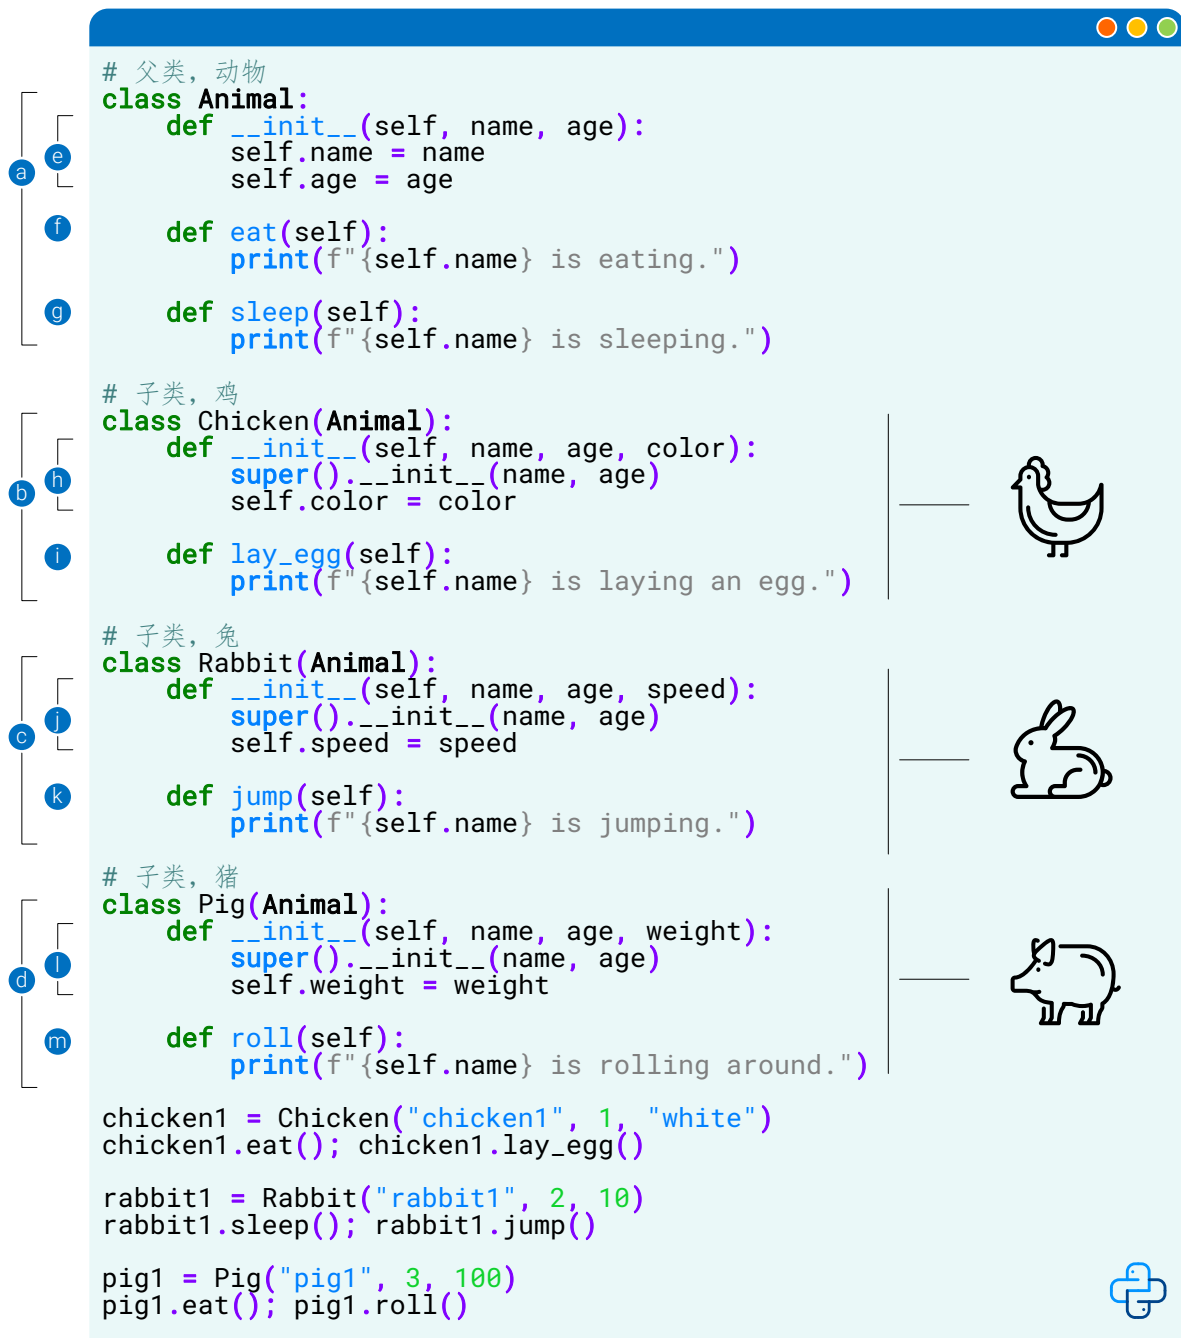 # 父类，动物
class Animal:
    def __init__(self, name, age):
        self.name = name
        self.age = age
    def eat(self):
        print(f"{self.name} is eating.")
    def sleep(self):
        print(f"{self.name} is sleeping.")
# 子类，鸡
class Chicken(Animal):
    def __init__(self, name, age, color):
        super().__init__(name, age)
        self.color = color
    def lay_egg(self):
        print(f"{self.name} is laying an egg.")
# 子类，兔
class Rabbit(Animal):
    def __init__(self, name, age, speed):
        super().__init__(name, age)
        self.speed = speed
    def jump(self):
        print(f"{self.name} is jumping.")
# 子类，猪
class Pig(Animal):
    def __init__(self, name, age, weight):
        super().__init__(name, age)
        self.weight = weight
    def roll(self):
        print(f"{self.name} is rolling around.")
chicken1 = Chicken("chicken1", 1, "white")
chicken1.eat(); chicken1.lay_egg()
rabbit1 = Rabbit("rabbit1", 2, 10)
rabbit1.sleep(); rabbit1.jump()
pig1 = Pig("pig1", 3, 100)
pig1.eat(); pig1.roll()
a
e
f
g
b
h
i
c
j
k
d
l
m